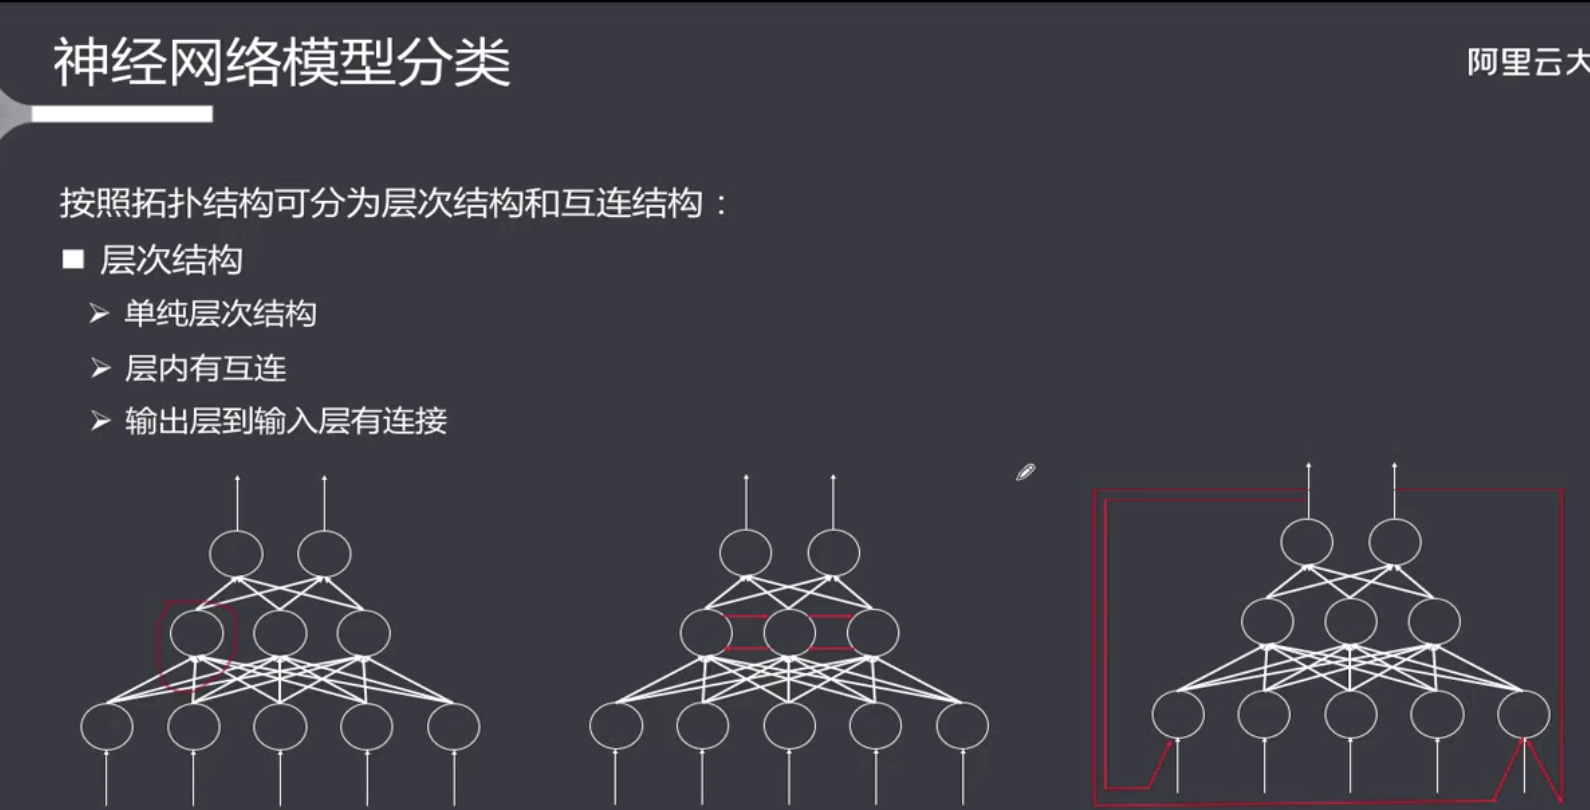 神经网络模型分类
阿里云大
按照拓扑结构可分为层次结构和互连结构：
层次结构
单纯层次结构
层内有互连
输出层到输入层有连接